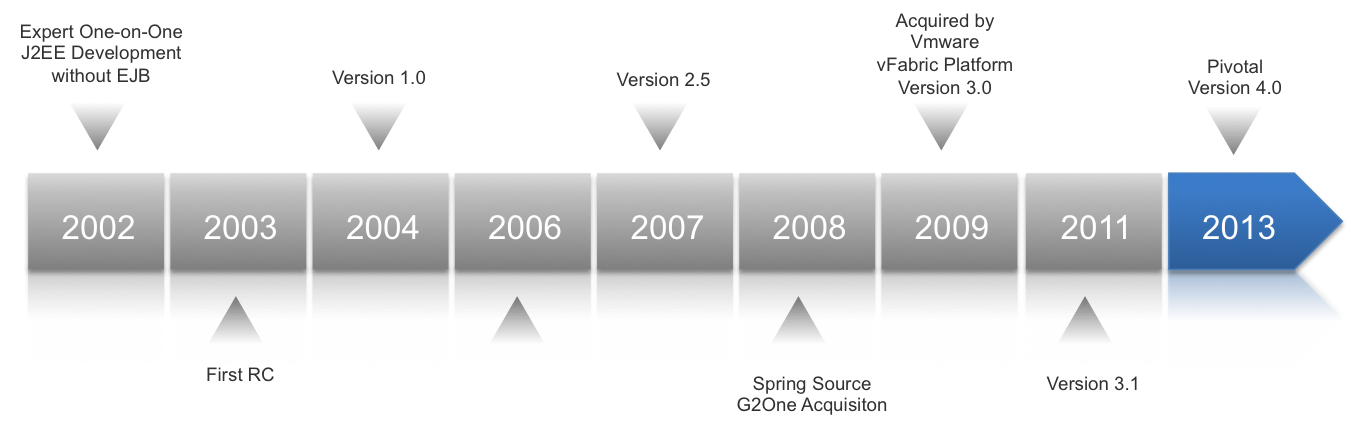 Expert One-on-One
J2EE Development
without EJB
Version 1.0
Version 2.5
Acquired by
Vmware
vFabric Platform
Version 3.0
Pivotal
Version 4.0
2002
2003
2004
2006
2007
2008
2009
2011
2013
First RC
Spring Source
G2One Acquisiton
Version 3.1